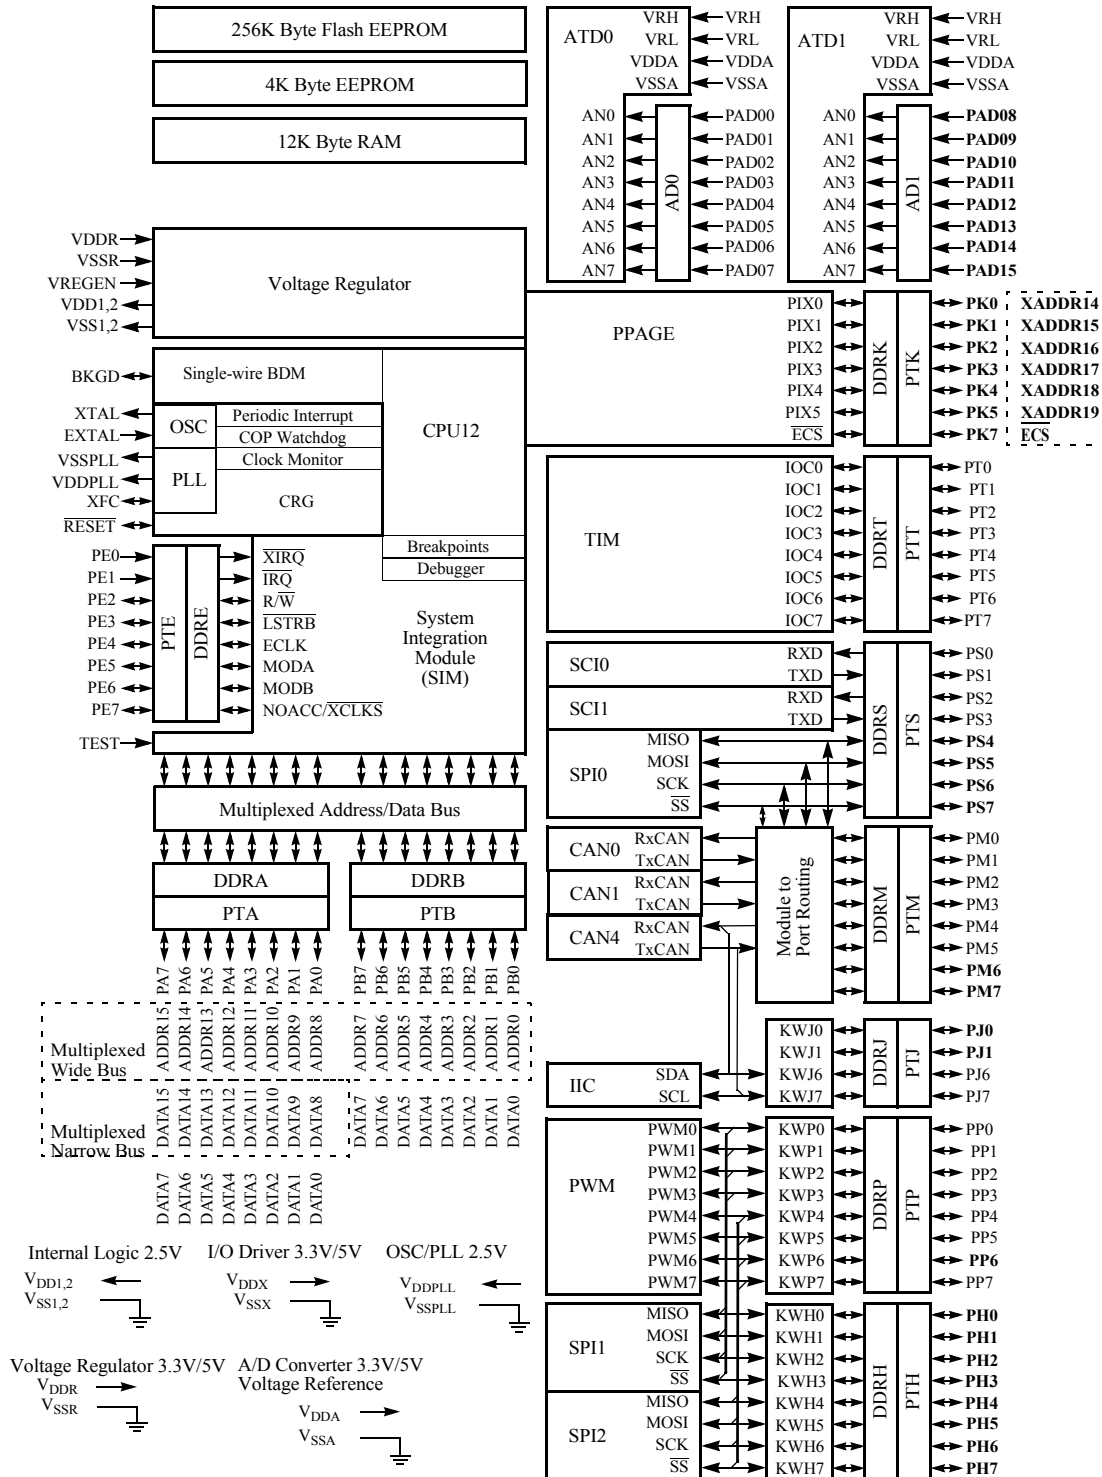 256K Byte Flash EEPROM
4K Byte EEPROM
12K Byte RAM
VDDR
VSSR
VREGEN
VDD1,2
VSS1,2
Voltage Regulator
BKGD
XTAL
EXTAL
VSSPLL
VDDPLL
XFC
RESET
Single-wire BDM
OSC
PLL
Periodic Interrupt
COP Watchdog
Clock Monitor
CRG
CPU12
Breakpoints
Debugger
PE0
PE1
PE2
PE3
PE4
PE5
PE6
PE7
TEST
PTE
DDRE
XIRQ
IRQ
R/W
LSTRB
ECLK
MODA
MODB
NOACC/XCLKS
System
Integration
Module
(SIM)
Multiplexed Address/Data Bus
DDRA
PTA
DDRB
PTB
PA7 PA6 PA5 PA4 PA3 PA2 PA1 PA0
PB7 PB6 PB5 PB4 PB3 PB2 PB1 PB0
Multiplexed
Wide Bus
ADDR15 ADDR14 ADDR13 ADDR12 ADDR11 ADDR10 ADDR9 ADDR8
ADDR7 ADDR6 ADDR5 ADDR4 ADDR3 ADDR2 ADDR1 ADDR0
DATA15 DATA14 DATA13 DATA12 DATA11 DATA10 DATA9 DATA8
DATA7 DATA6 DATA5 DATA4 DATA3 DATA2 DATA1 DATA0
Multiplexed
Narrow Bus
DATA7 DATA6 DATA5 DATA4 DATA3 DATA2 DATA1 DATA0
Internal Logic 2.5V
VDD1,2
VSS1,2
I/O Driver 3.3V/5V
VDDX
VSSX
OSC/PLL 2.5V
VDDPLL
VSSPLL
Voltage Regulator 3.3V/5V
VDDR
VSSR
A/D Converter 3.3V/5V
Voltage Reference
VDDA
VSSA
ATD0
VRH VRH
VRL VRL
VDDA VDDA
VSSA VSSA
AN0 PAD00
AN1 PAD01
AN2 PAD02
AN3 PAD03
AN4 PAD04
AN5 PAD05
AN6 PAD06
AN7 PAD07
AD0
ATD1
VRH VRH
VRL VRL
VDDA VDDA
VSSA VSSA
AN0 PAD08
AN1 PAD09
AN2 PAD10
AN3 PAD11
AN4 PAD12
AN5 PAD13
AN6 PAD14
AN7 PAD15
AD1
PPAGE
PIX0 PK0 XADDR14
PIX1 PK1 XADDR15
PIX2 PK2 XADDR16
PIX3 PK3 XADDR17
PIX4 PK4 XADDR18
PIX5 PK5 XADDR19
ECS PK7 ECS
DDRK
PTK
TIM
IOC0 PT0
IOC1 PT1
IOC2 PT2
IOC3 PT3
IOC4 PT4
IOC5 PT5
IOC6 PT6
IOC7 PT7
DDRT
PTT
SCI0
RXD PS0
TXD PS1
SCI1
RXD PS2
TXD PS3
SPI0
MISO PS4
MOSI PS5
SCK PS6
SS PS7
DDRS
PTS
CAN0
RxCAN
TxCAN
CAN1
RxCAN
TxCAN
CAN4
RxCAN
TxCAN
Module to
Port Routing
DDRM
PTM
PM0
PM1
PM2
PM3
PM4
PM5
PM6
PM7
IIC
SDA
SCL
KWJ0 PJ0
KWJ1 PJ1
KWJ6 PJ6
KWJ7 PJ7
DDRJ
PTJ
PWM
PWM0 KWP0 PP0
PWM1 KWP1 PP1
PWM2 KWP2 PP2
PWM3 KWP3 PP3
PWM4 KWP4 PP4
PWM5 KWP5 PP5
PWM6 KWP6 PP6
PWM7 KWP7 PP7
DDRP
PTP
SPI1
MISO KWH0 PH0
MOSI KWH1 PH1
SCK KWH2 PH2
SS KWH3 PH3
SPI2
MISO KWH4 PH4
MOSI KWH5 PH5
SCK KWH6 PH6
SS KWH7 PH7
DDRH
PTH